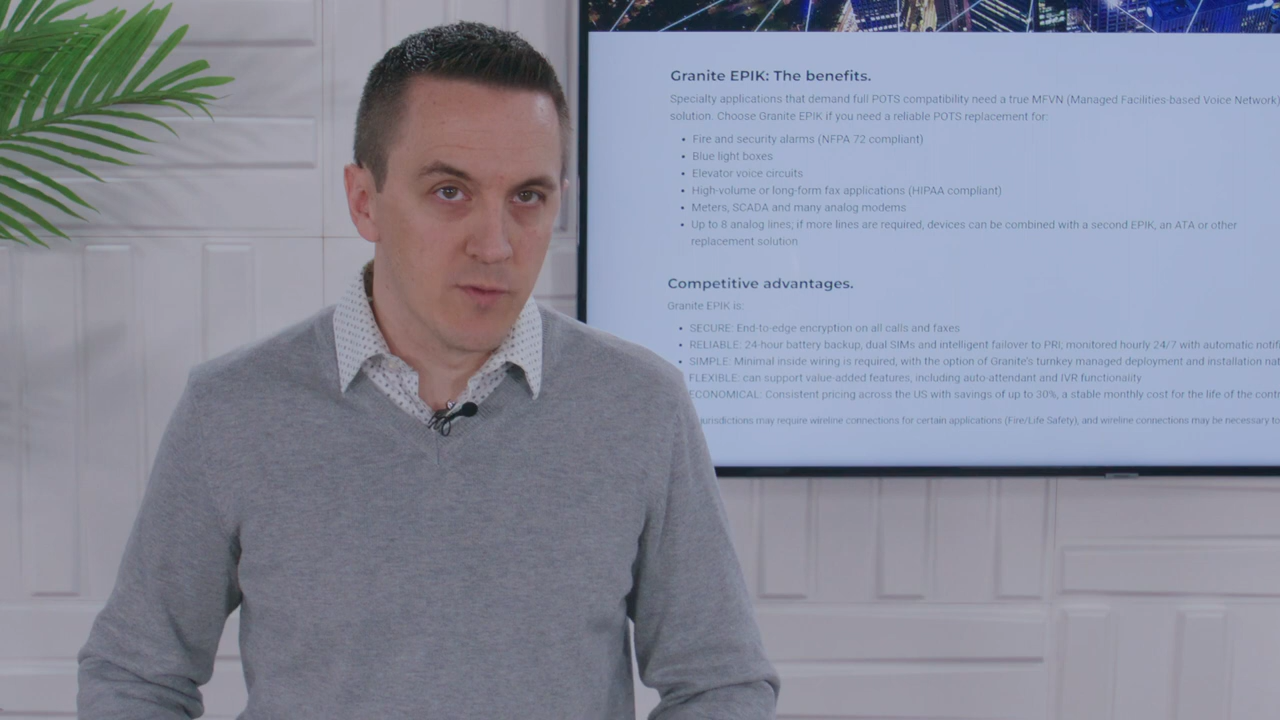 Granite EPIK: The benefits.
Specialty applications that demand full POTS compatibility need a true MFVN (Managed Facilities-based Voice Network)
solution. Choose Granite EPIK if you need a reliable POTS replacement for:
• Fire and security alarms (NFPA 72 compliant)
• Blue light boxes
• Elevator voice circuits
• High-volume or long-form fax applications (HIPAA compliant)
• Meters, SCADA and many analog modems
• Up to 8 analog lines; if more lines are required, devices can be combined with a second EPIK, an ATA or other
replacement solution
Competitive advantages.
Granite EPIK is:
• SECURE: End-to-edge encryption on all calls and faxes
• RELIABLE: 24-hour battery backup, dual SIMs and intelligent failover to PRI, monitored hourly 24/7 with automatic
• SIMPLE: Minimal inside wiring is required, with the option of Granite's turnkey managed deployment and installation
FLEXIBLE: can support value-added features, including auto-attendant and IVR functionality
ECONOMICAL: Consistent pricing across the US with savings of up to 30%, a stable monthly cost for the life of the
may require wireline connections for certain applications (Fire/Life Safety), and wireline connections may be necessary to